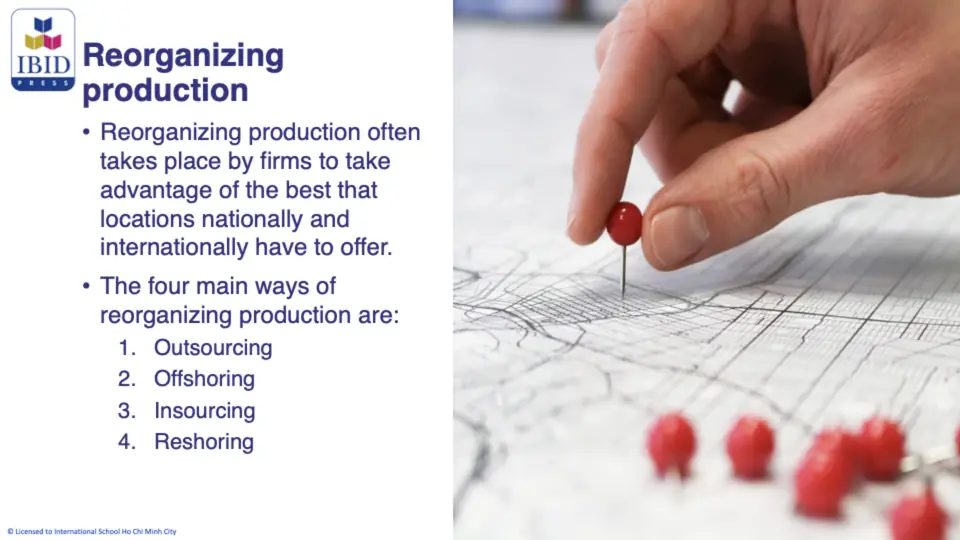 IBID
PRESS
Reorganizing
production
• Reorganizing production often
takes place by firms to take
advantage of the best that
locations nationally and
internationally have to offer.
• The four main ways of
reorganizing production are:
1. Outsourcing
2. Offshoring
3. Insourcing
4. Reshoring
© Licensed to International School Ho Chi Minh City